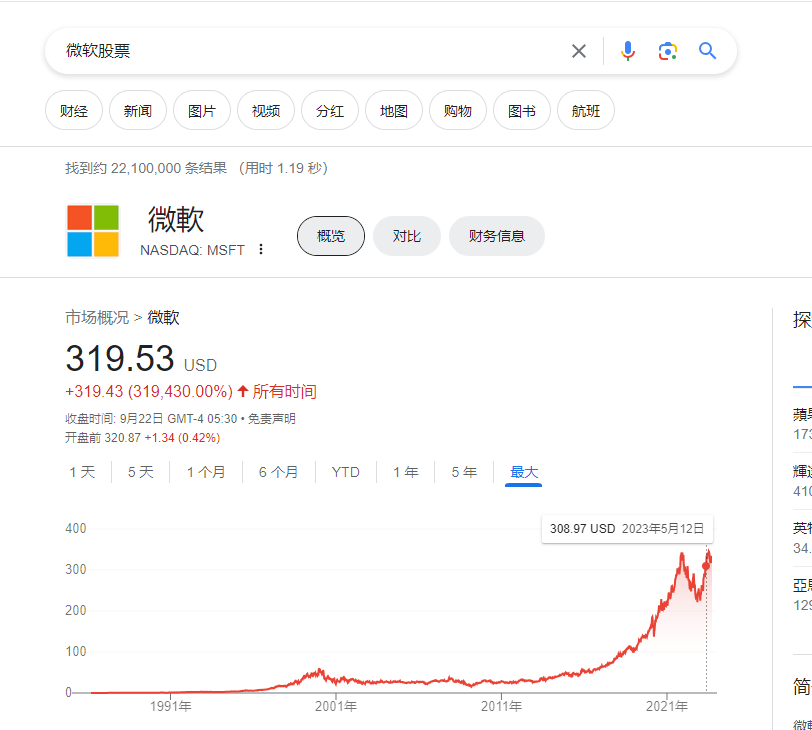 微软股票
财经 新闻 图片 视频 分红 地图 购物 图书 航班
找到约 22,100,000 条结果 （用时 1.19 秒）
微軟
NASDAQ: MSFT
概览 对比 财务信息
市场概况 > 微軟
319.53 USD
+319.43 (319,430.00%) 所有时间
收盘时间: 9月22日 GMT-4 05:30 • 免责声明
开盘前 320.87 +1.34 (0.42%)
1 天 5 天 1 个月 6 个月 YTD 1 年 5 年 最大
308.97 USD 2023年5月12日
400
300
200
100
0
1991年 2001年 2011年 2021年
探
173
410
34.
129
简